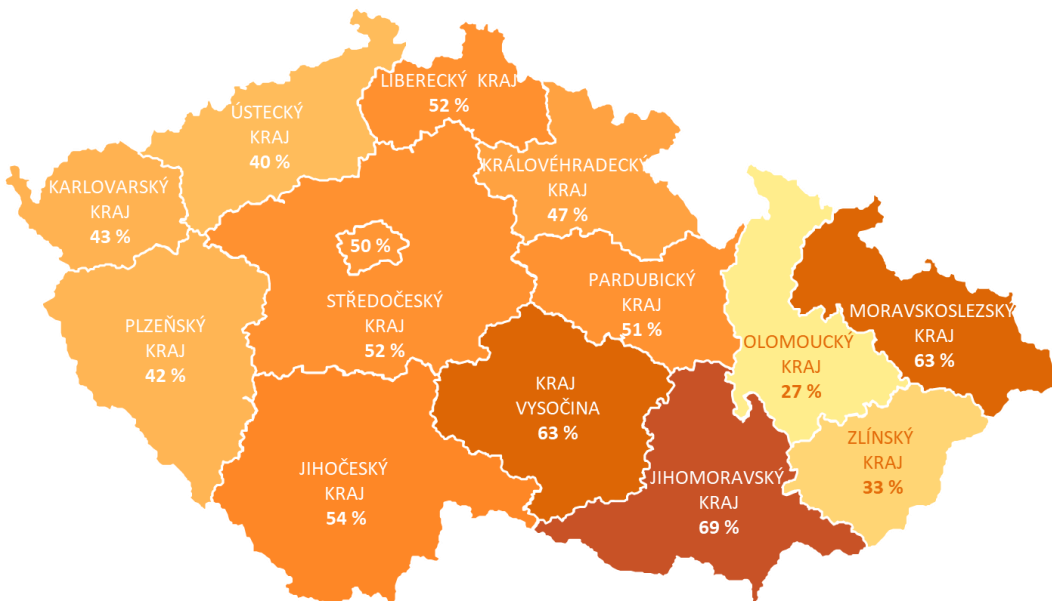 LIBERECKÝ KRAJ
52 %
ÚSTECKÝ
KRAJ
40 %
KRÁLOVÉHRADECKÝ
KRAJ
47 %
KARLOVARSKÝ
KRAJ
43 %
50 %
STŘEDOČESKÝ
KRAJ
52 %
PARDUBICKÝ
KRAJ
51 %
PLZEŇSKÝ
KRAJ
42 %
MORAVSKOSLEZSKÝ
KRAJ
63 %
OLOMOUCKÝ
KRAJ
27 %
KRAJ
VYSOČINA
63 %
ZLÍNSKÝ
KRAJ
33 %
JIHOČESKÝ
KRAJ
54 %
JIHOMORAVSKÝ
KRAJ
69 %